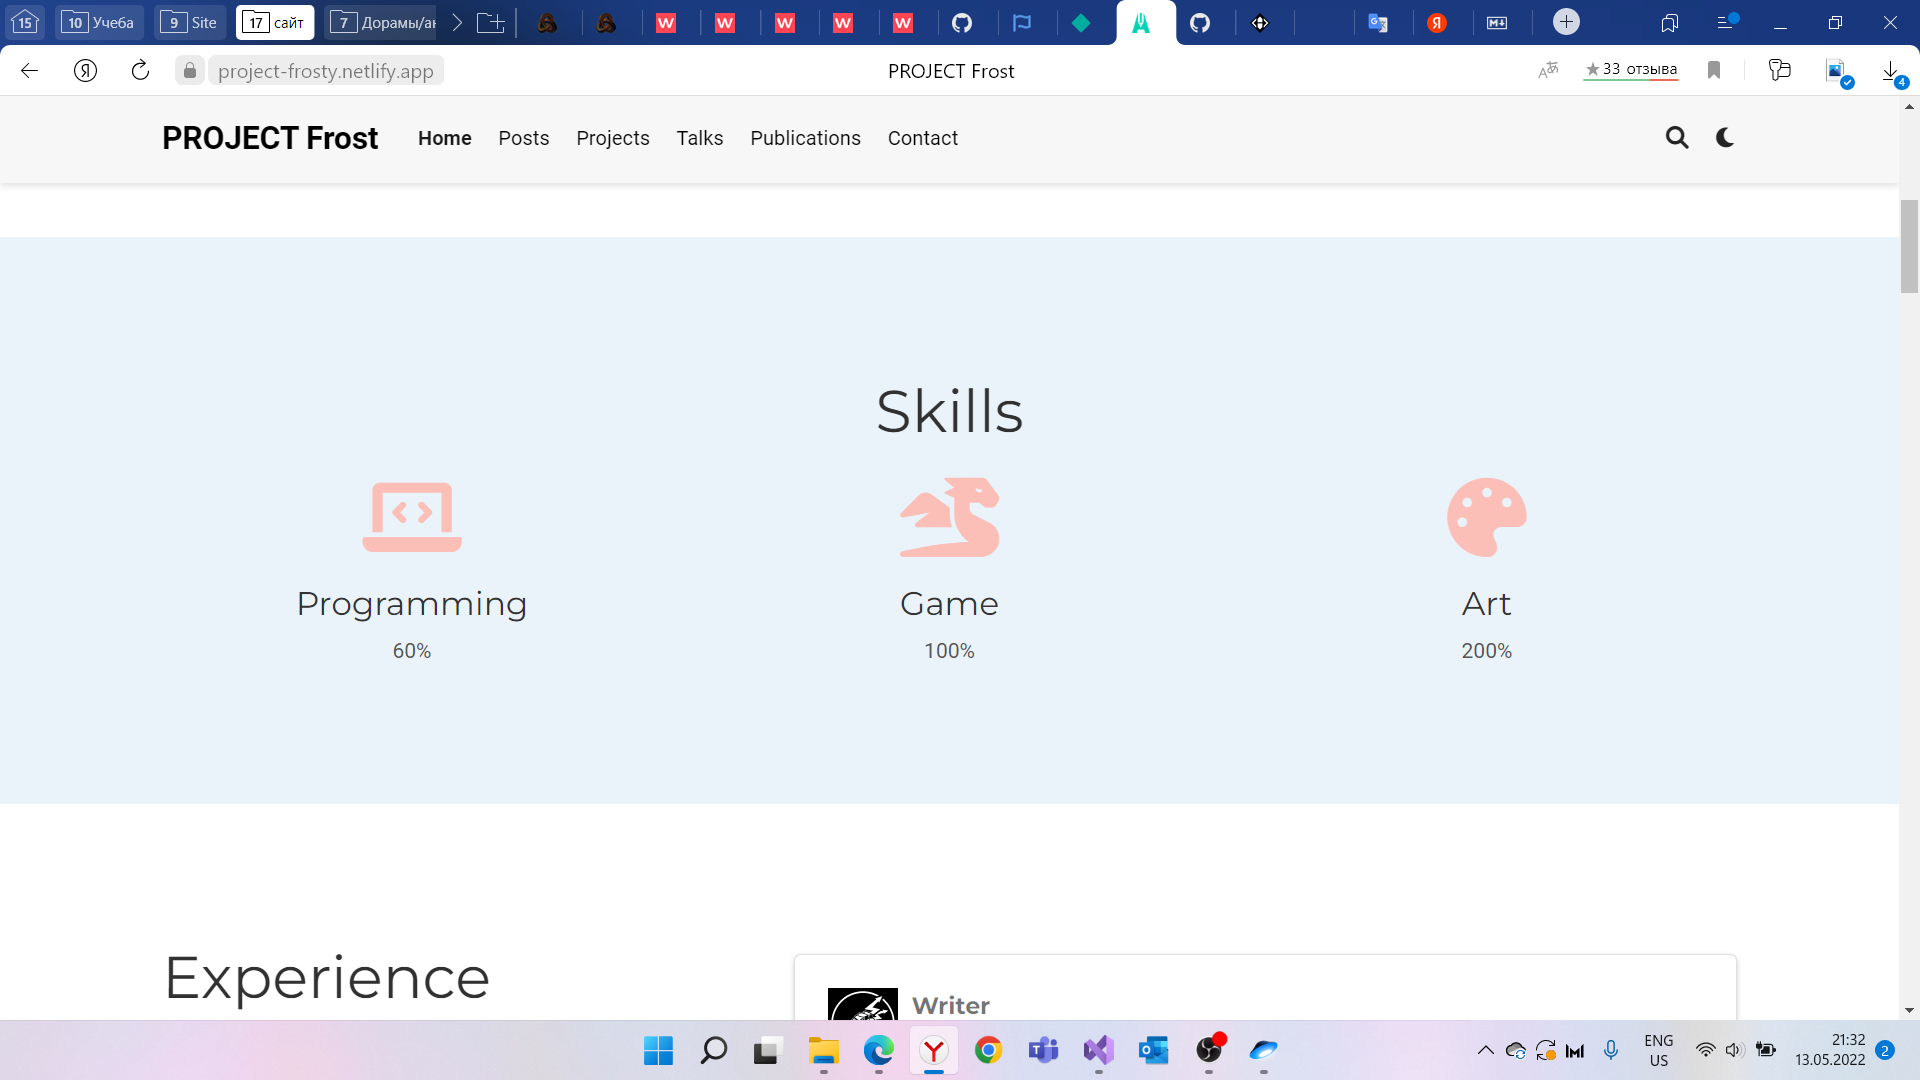 15
10 Учеба
9 Site
17 сайт
7 Дорамы/ан
project-frosty.netlify.app
PROJECT Frost
33 отзыва
4
PROJECT Frost
Home
Posts
Projects
Talks
Publications
Contact
Skills
Programming
Game
Art
60%
100%
200%
Experience
Writer
ENG
US
21:32
13.05.2022
2